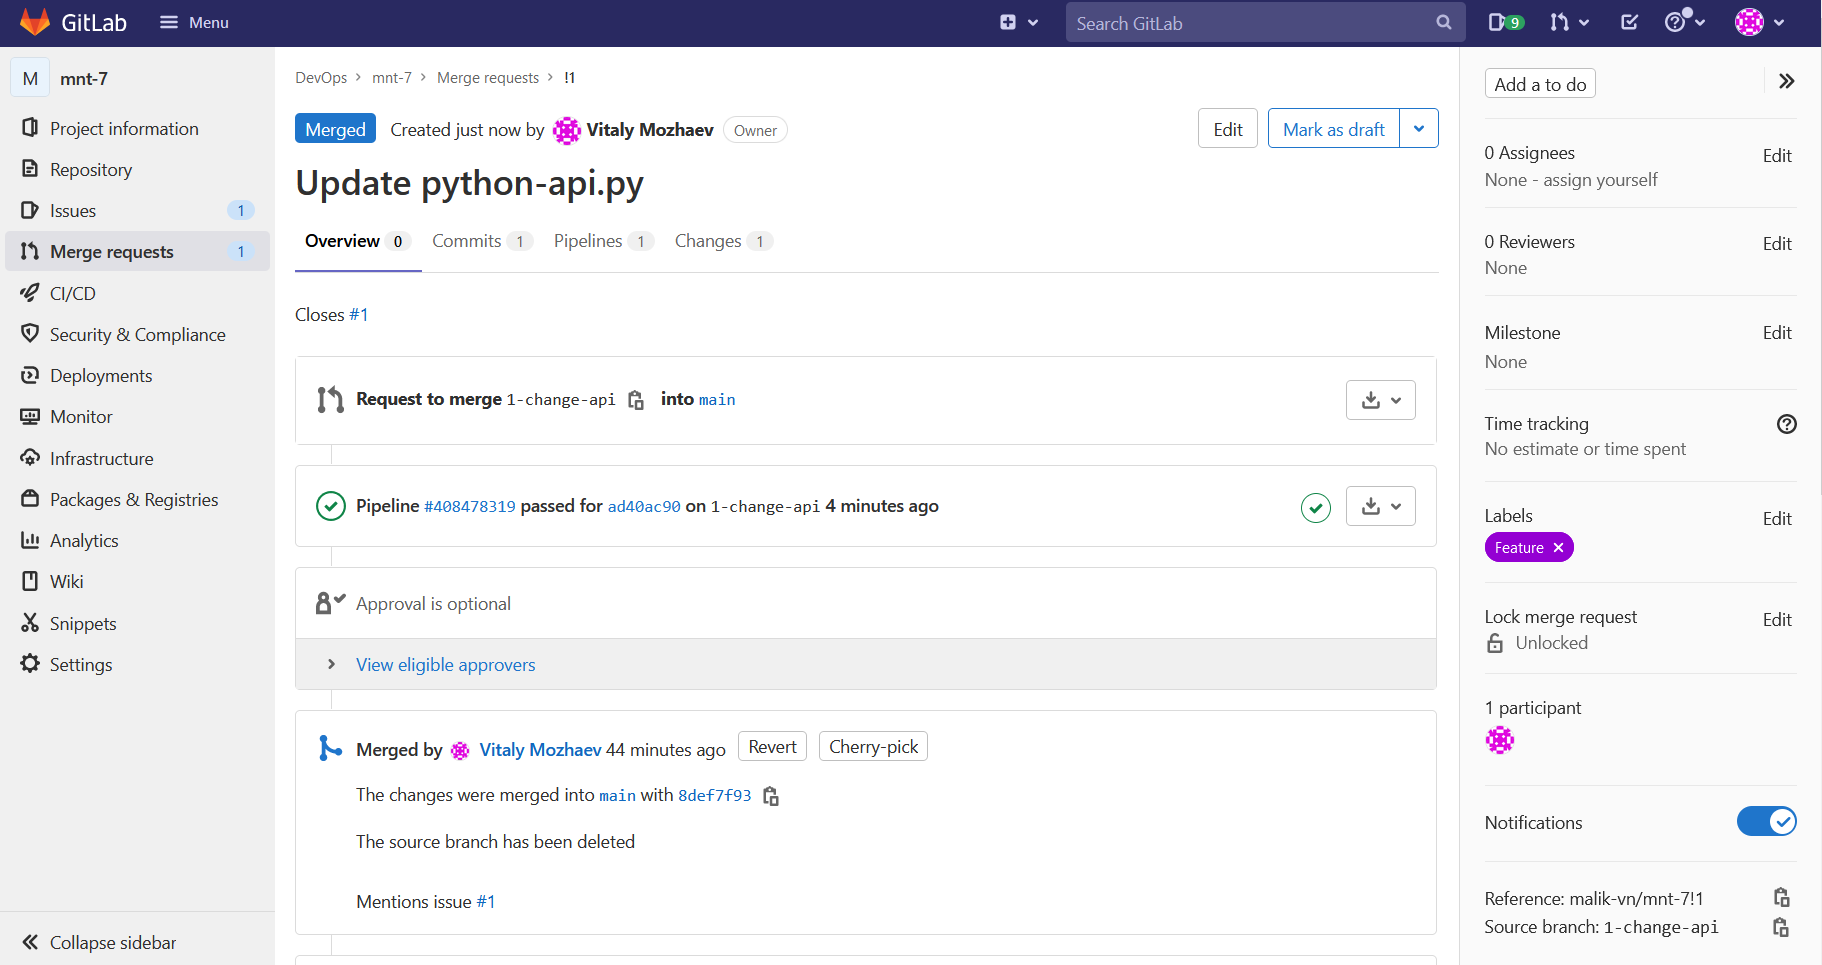 GitLab
Menu
Search GitLab
9
M
mnt-7
Project information
Repository
Issues
1
Merge requests
1
CI/CD
Security & Compliance
Deployments
Monitor
Infrastructure
Packages & Registries
Analytics
Wiki
Snippets
Settings
Collapse sidebar
DevOps > mnt-7 > Merge requests > !1
Merged Created just now by Vitaly Mozhaev Owner
Edit
Mark as draft
Update python-api.py
Overview 0 Commits 1 Pipelines 1 Changes 1
Closes #1
Request to merge 1-change-api into main
Pipeline #408478319 passed for ad40ac90 on 1-change-api 4 minutes ago
Approval is optional
View eligible approvers
Merged by Vitaly Mozhaev 44 minutes ago Revert Cherry-pick
The changes were merged into main with 8def7f93
The source branch has been deleted
Mentions issue #1
Add a to do
0 Assignees
Edit
None - assign yourself
0 Reviewers
Edit
None
Milestone
Edit
None
Time tracking
No estimate or time spent
Labels
Edit
Feature
Lock merge request
Edit
Unlocked
1 participant
Notifications
Reference: malik-vn/mnt-7!1
Source branch: 1-change-api